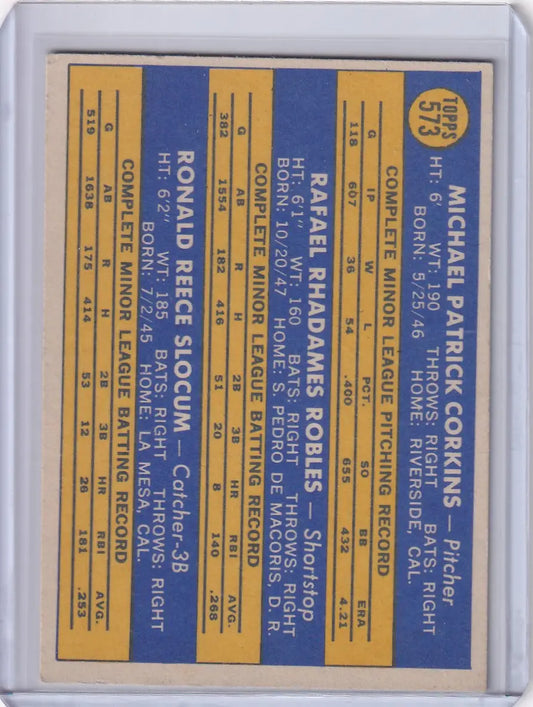 TOPPS
573
MICHAEL PATRICK CORKINS — Pitcher
HT: 6' WT: 190 THROWS: RIGHT BATS: RIGHT
BORN: 5/25/46 HOME: RIVERSIDE, CAL.
COMPLETE MINOR LEAGUE PITCHING RECORD
G IP W L PCT. SO BB ERA
118 607 36 54 .400 655 432 4.21
RAFAEL RHADAMES ROBLES — Shortstop
HT: 6'1" WT: 160 BATS: RIGHT THROWS: RIGHT
BORN: 10/20/47 HOME: S. PEDRO DE MACORIS, D. R.
COMPLETE MINOR LEAGUE BATTING RECORD
G AB R H 2B 3B HR RBI AVG.
382 1554 182 416 51 20 8 140 .268
RONALD REECE SLOCUM — Catcher-3B
HT: 6'2" WT: 185 BATS: RIGHT THROWS: RIGHT
BORN: 7/2/45 HOME: LA MESA, CAL.
COMPLETE MINOR LEAGUE BATTING RECORD
G AB R H 2B 3B HR RBI AVG.
519 1638 175 414 53 12 26 181 .253